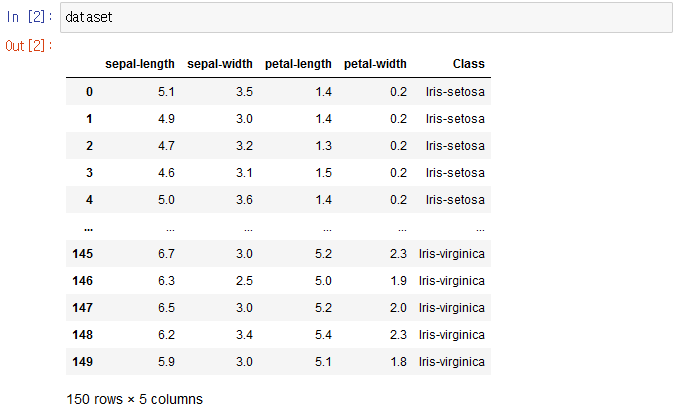 In [2]: dataset
Out[2]:
sepal-length sepal-width petal-length petal-width Class
0 5.1 3.5 1.4 0.2 Iris-setosa
1 4.9 3.0 1.4 0.2 Iris-setosa
2 4.7 3.2 1.3 0.2 Iris-setosa
3 4.6 3.1 1.5 0.2 Iris-setosa
4 5.0 3.6 1.4 0.2 Iris-setosa
... ... ... ... ... ...
145 6.7 3.0 5.2 2.3 Iris-virginica
146 6.3 2.5 5.0 1.9 Iris-virginica
147 6.5 3.0 5.2 2.0 Iris-virginica
148 6.2 3.4 5.4 2.3 Iris-virginica
149 5.9 3.0 5.1 1.8 Iris-virginica
150 rows × 5 columns